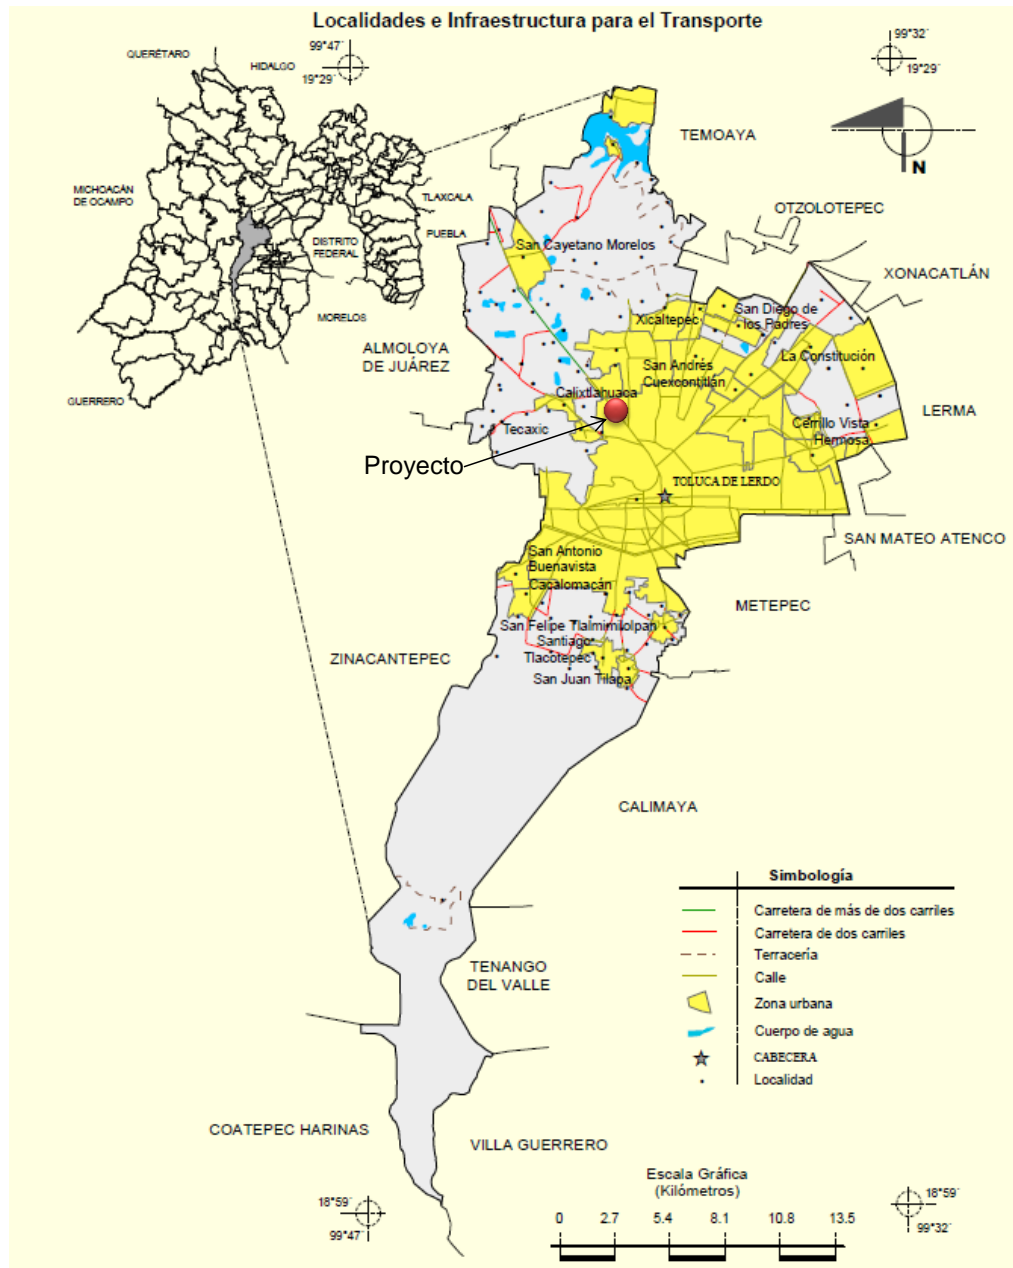 Localidades e Infraestructura para el Transporte
99°47´
19°29´
99°32´
19°29´
QUERÉTARO
HIDALGO
MICHOACÁN
DE OCAMPO
TLAXCALA
PUEBLA
DISTRITO
FEDERAL
MORELOS
GUERRERO
N
TEMOAYA
OTZOLOTEPEC
XONACATLÁN
ALMOLOYA
DE JUÁREZ
LERMA
SAN MATEO ATENCO
METEPEC
ZINACANTEPEC
CALIMAYA
TENANGO
DEL VALLE
COATEPEC HARINAS
VILLA GUERRERO
San Cayetano Morelos
Xicaltepec
San Diego de
los Padres
La Constitución
San Andrés
Cuexcontitlán
Calixtlahuaca
Tecaxic
Cerrillo Vista
Hermosa
Proyecto
TOLUCA DE LERDO
San Antonio
Buenavista
Cacalomacán
San Felipe Tlalmimilolpan
Santiago
Tlacotepec
San Juan Tilapa
Simbología
Carretera de más de dos carriles
Carretera de dos carriles
Terracería
Calle
Zona urbana
Cuerpo de agua
CABECERA
Localidad
Escala Gráfica
(Kilómetros)
0 2.7 5.4 8.1 10.8 13.5
18°59´
99°47´
18°59´
99°32´